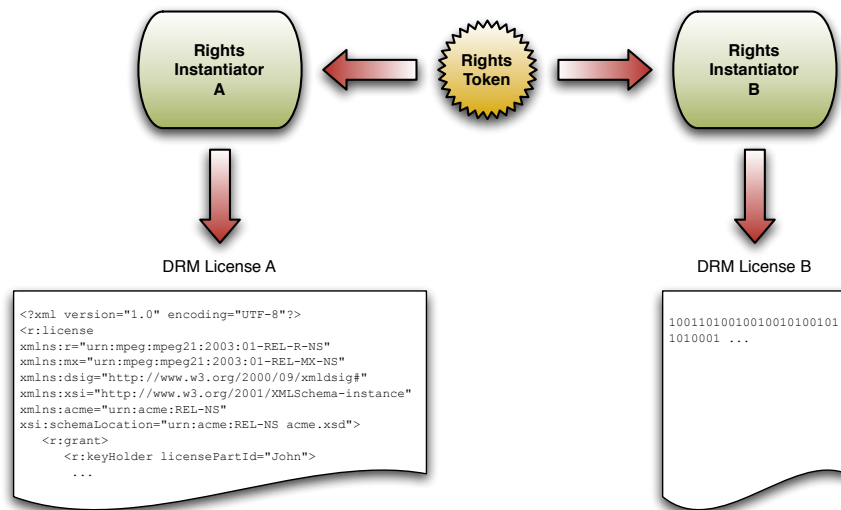 Rights
Instantiator
A
Rights
Token
Rights
Instantiator
B
DRM License A
DRM License B
<?xml version="1.0" encoding="UTF-8"?>
<r:license
xmlns:r="urn:mpeg:mpeg21:2003:01-REL-R-NS"
xmlns:mx="urn:mpeg:mpeg21:2003:01-REL-MX-NS"
xmlns:dsig="http://www.w3.org/2000/09/xmldsig#"
xmlns:xsi="http://www.w3.org/2001/XMLSchema-instance"
xmlns:acme="urn:acme:REL-NS"
xsi:schemaLocation="urn:acme:REL-NS acme.xsd">
<r:grant>
<r:keyHolder licensePartId="John">
...
10011010010010010100101
1010001 ...